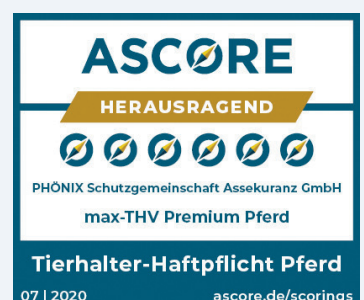 ASCORE
HERAUSRAGEND
PHÖNIX Schutzgemeinschaft Assekuranz GmbH
max-THV Premium Pferd
Tierhalter-Haftpflicht Pferd
07 | 2020 ascore.de/scorings